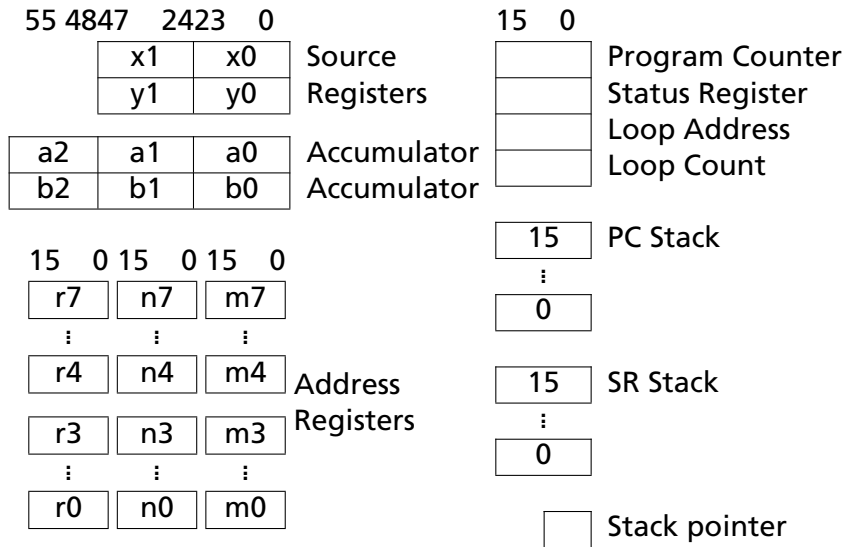 55 4847 2423 0
x1 x0 Source
y1 y0 Registers
a2 a1 a0 Accumulator
b2 b1 b0 Accumulator
15 0 15 0 15 0
r7 n7 m7
⋮ ⋮ ⋮
r4 n4 m4
Address
Registers
r3 n3 m3
⋮ ⋮ ⋮
r0 n0 m0
15 0
Program Counter
Status Register
Loop Address
Loop Count
15 PC Stack
⋮
0
15 SR Stack
⋮
0
Stack pointer